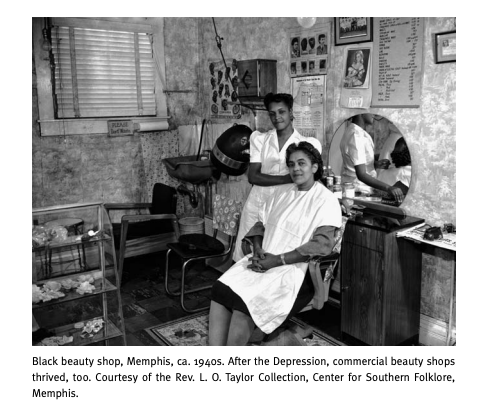 PLEASE
Black beauty shop, Memphis, ca. 1940s. After the Depression, commercial beauty shops
thrived, too. Courtesy of the Rev. L. O. Taylor Collection, Center for Southern Folklore,
Memphis.